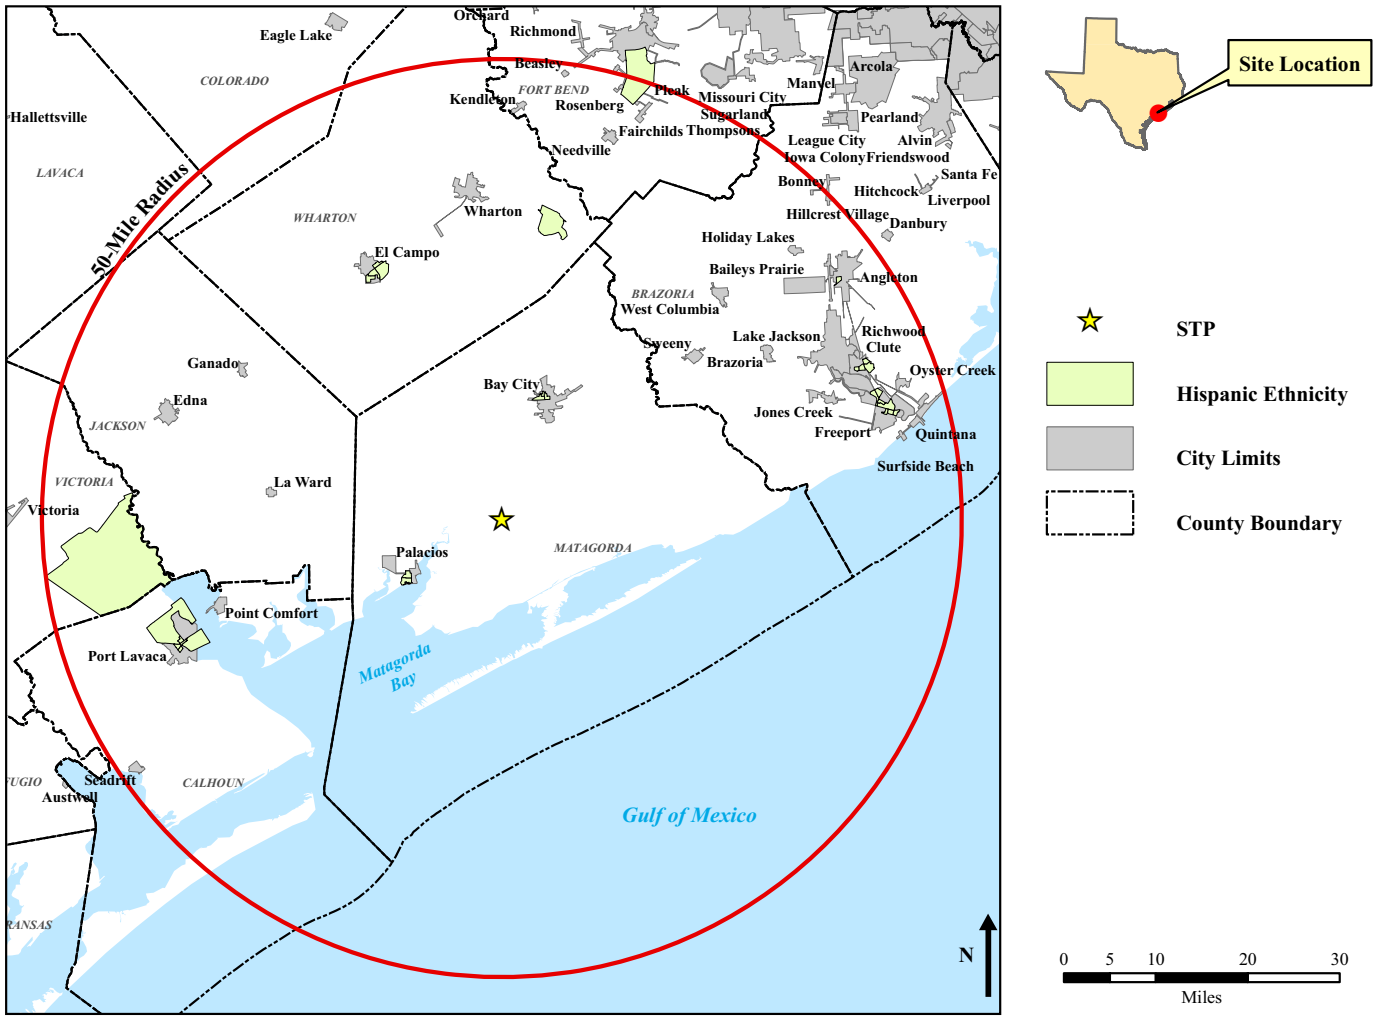 Orchard
Richmond
Eagle Lake
Beasley
Arcola
COLORADO
Manvel
FORT BEND
Pleak
Missouri City
Kendleton
Rosenberg
Sugarland
Pearland
Hallettsville
Fairchilds
Thompsons
League City
Alvin
Needville
Iowa Colony
Friendswood
LAVACA
Santa Fe
Bonney
Hitchcock
Liverpool
50-Mile Radius
WHARTON
Wharton
Hillcrest Village
Danbury
Holiday Lakes
El Campo
Baileys Prairie
Angleton
BRAZORIA
West Columbia
Richwood
Lake Jackson
Clute
Sweeny
Brazoria
Oyster Creek
Ganado
Bay City
Edna
Jones Creek
JACKSON
Freeport
Quintana
Surfside Beach
VICTORIA
La Ward
Victoria
Palacios
MATAGORDA
Point Comfort
Port Lavaca
Matagorda
Bay
Seadrift
FUGIO
CALHOUN
Austwell
Gulf of Mexico
RANSAS
N
Site Location
STP
Hispanic Ethnicity
City Limits
County Boundary
0 5 10 20 30
Miles